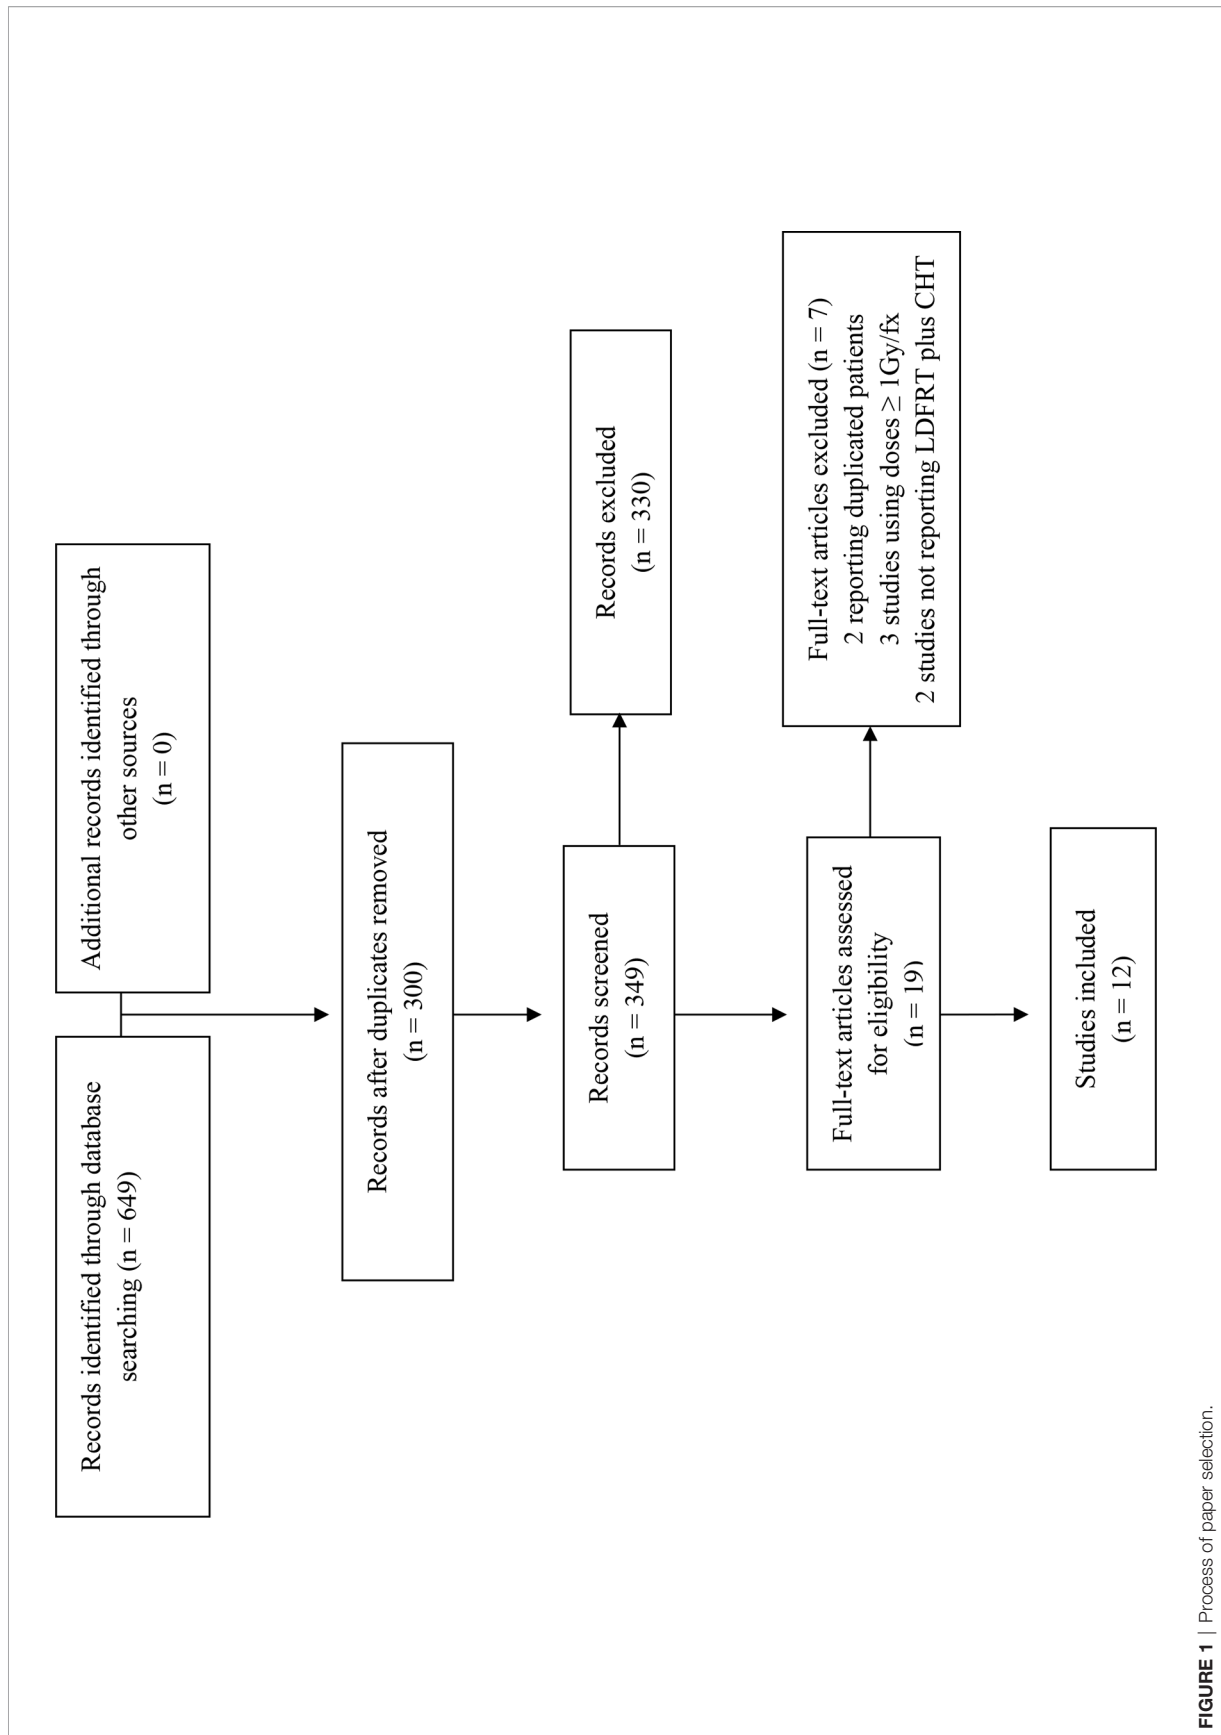 Records identified through database
searching (n = 649)
Additional records identified through
other sources
(n = 0)
Records after duplicates removed
(n = 300)
Records screened
(n = 349)
Records excluded
(n = 330)
Full-text articles assessed
for eligibility
(n = 19)
Full-text articles excluded (n = 7)
2 reporting duplicated patients
3 studies using doses ≥ 1Gy/fx
2 studies not reporting LDFRT plus CHT
Studies included
(n = 12)
FIGURE 1 | Process of paper selection.